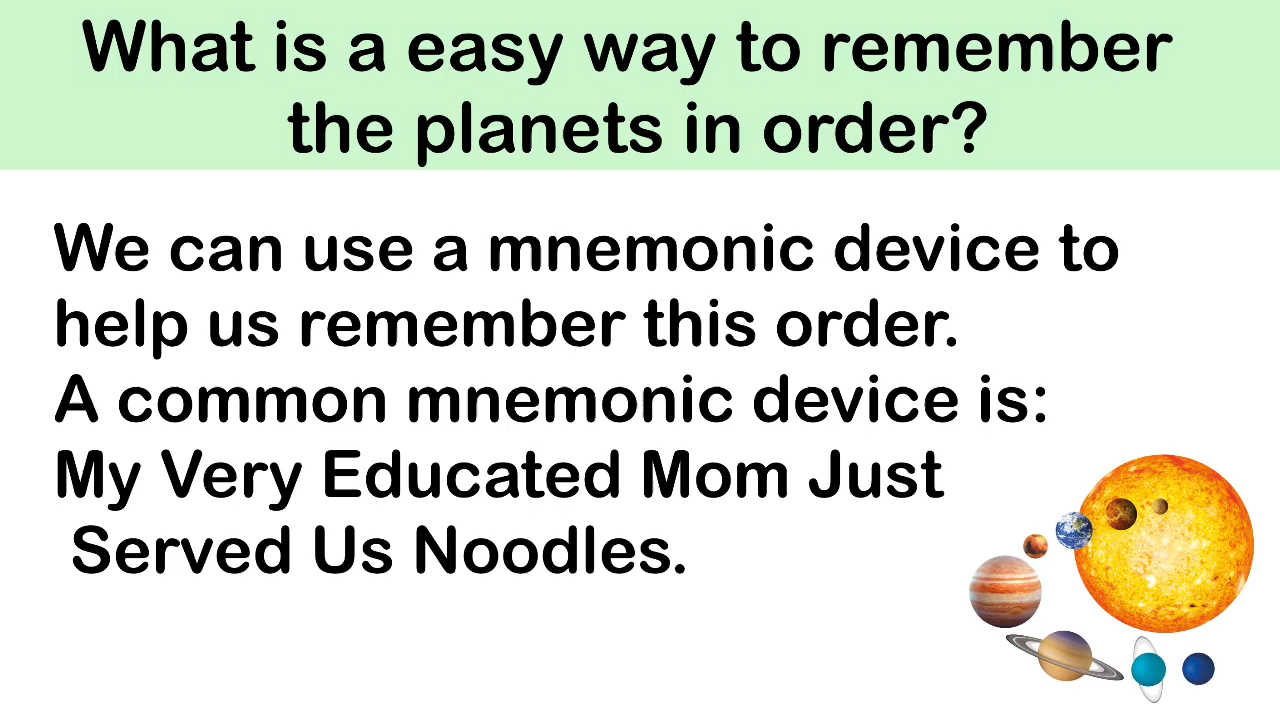 What is a easy way to remember
the planets in order?
We can use a mnemonic device to
help us remember this order.
A common mnemonic device is:
My Very Educated Mom Just
Served Us Noodles.